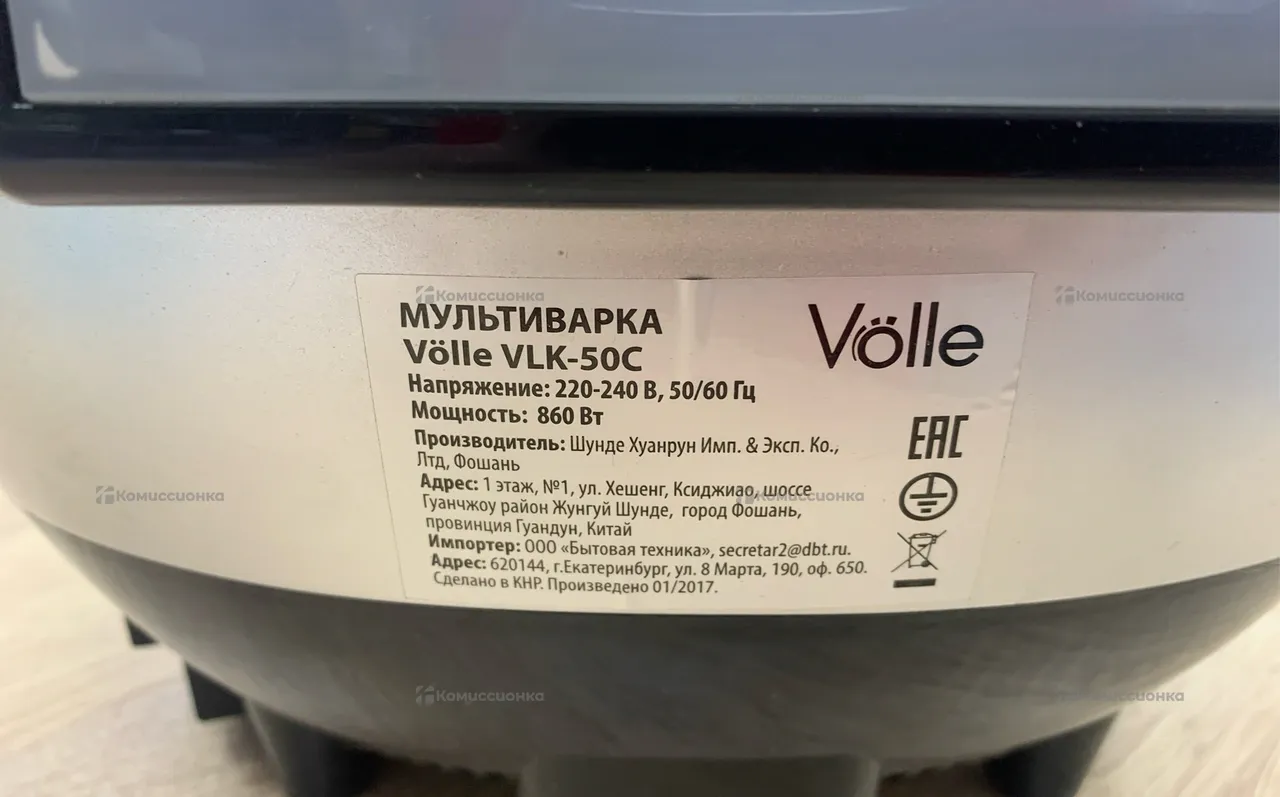 МУЛЬТИВАРКА
Völle VLK-50C
Völle
Напряжение: 220-240 В, 50/60 Гц
Мощность: 860 Вт
Производитель: Шунде Хуанрун Имп. & Эксп. Ко.,
Лтд, Фошань
Адрес: 1 этаж, №1, ул. Хешенг, Ксиджиао, шоссе
Гуанчжоу район Жунгуй Шунде, город Фошань,
провинция Гуандун, Китай
Импортер: ООО «Бытовая техника», secretar2@dbt.ru.
Адрес: 620144, г.Екатеринбург, ул. 8 Марта, 190, оф. 650.
Сделано в КНР. Произведено 01/2017.
EAC
Комиссионка
Комиссионка
Комиссионка
Комиссионка
Комиссионка
Комиссионка